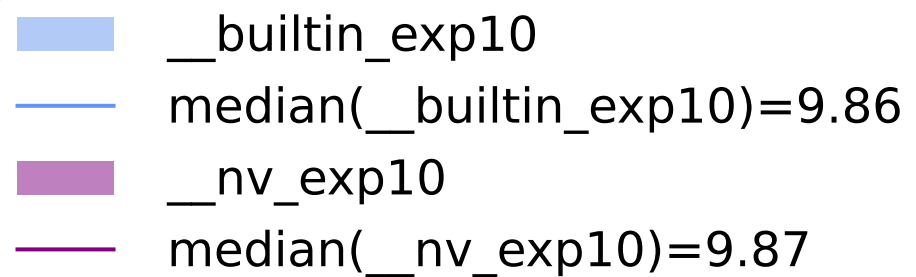 __builtin_exp10
median(__builtin_exp10)=9.86
__nv_exp10
median(__nv_exp10)=9.87